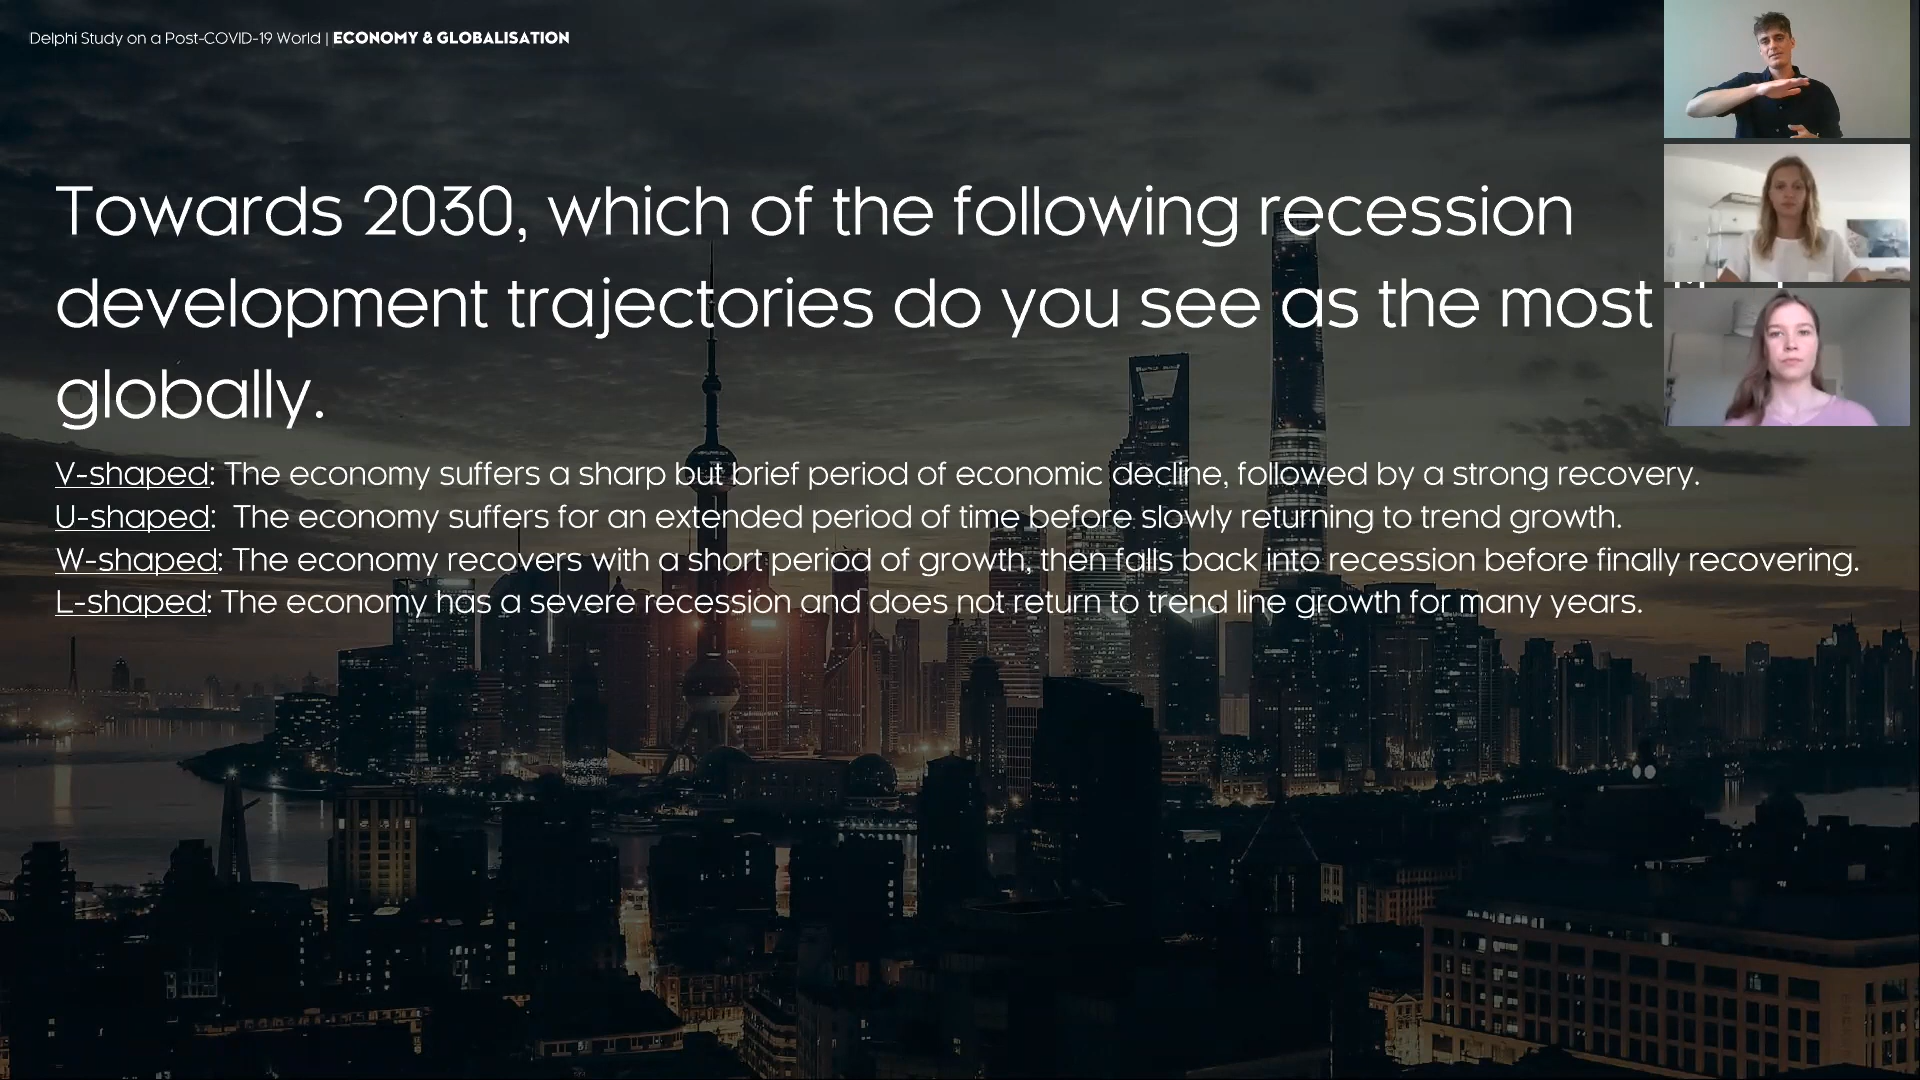 Delphi Study on a Post-COVID-19 World | ECONOMY & GLOBALISATION
Towards 2030, which of the following recession
development trajectories do you see as the most
globally.
V-shaped: The economy suffers a sharp but brief period of economic decline, followed by a strong recovery.
U-shaped: The economy suffers for an extended period of time before slowly returning to trend growth.
W-shaped: The economy recovers with a short period of growth, then falls back into recession before finally recovering.
L-shaped: The economy has a severe recession and does not return to trend line growth for many years.